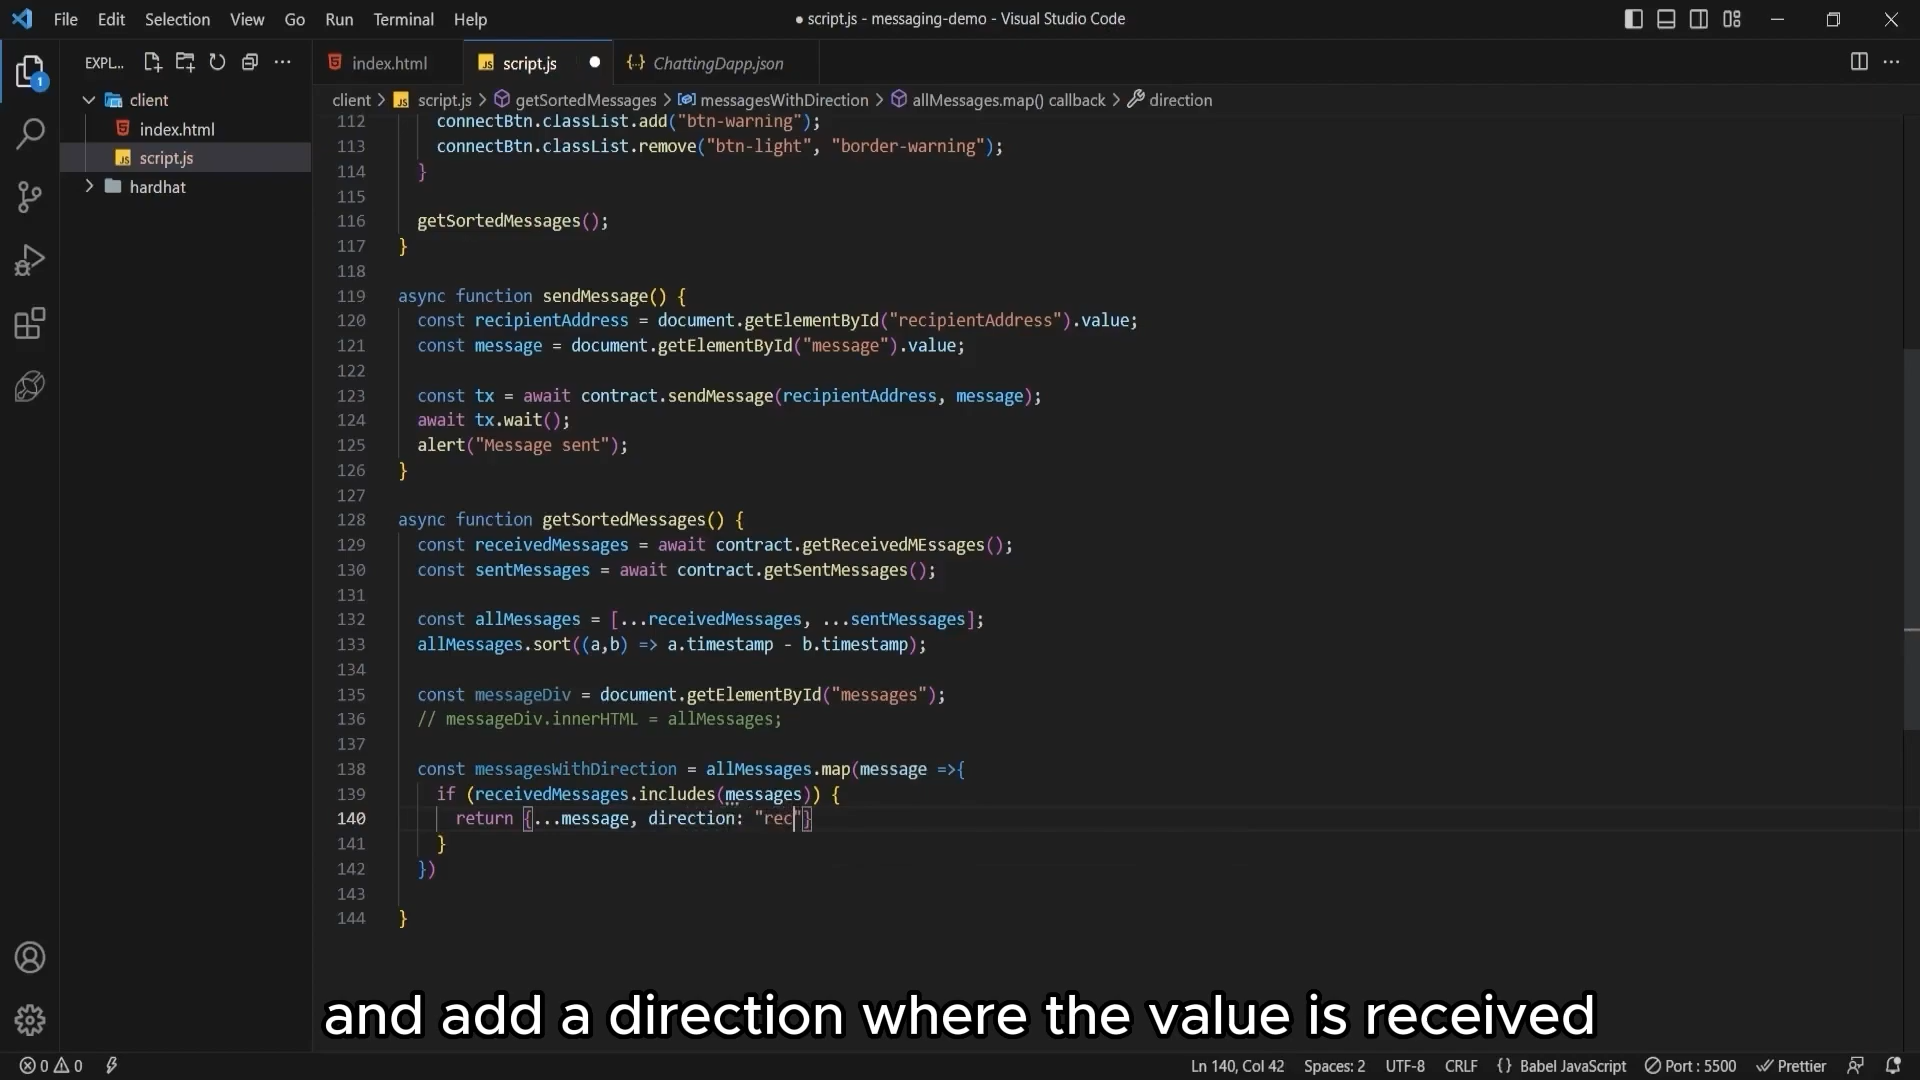 File Edit Selection View Go Run Terminal Help
● script.js - messaging-demo - Visual Studio Code
EXPL...
index.html
script.js
ChattingDapp.json
1
client
index.html
script.js
hardhat
client > script.js > getSortedMessages > messagesWithDirection > allMessages.map() callback > direction
112 connectBtn.classList.add("btn-warning");
113 connectBtn.classList.remove("btn-light", "border-warning");
114 }
115
116 getSortedMessages();
117 }
118
119 async function sendMessage() {
120 const recipientAddress = document.getElementById("recipientAddress").value;
121 const message = document.getElementById("message").value;
122
123 const tx = await contract.sendMessage(recipientAddress, message);
124 await tx.wait();
125 alert("Message sent");
126 }
127
128 async function getSortedMessages() {
129 const receivedMessages = await contract.getReceivedMEssages();
130 const sentMessages = await contract.getSentMessages();
131
132 const allMessages = [...receivedMessages, ...sentMessages];
133 allMessages.sort((a,b) => a.timestamp - b.timestamp);
134
135 const messageDiv = document.getElementById("messages");
136 // messageDiv.innerHTML = allMessages;
137
138 const messagesWithDirection = allMessages.map(message =>{
139 if (receivedMessages.includes(messages)) {
140 return {...message, direction: "rec"}
141 }
142 })
143
144 }
and add a direction where the value is received
0 0
Ln 140, Col 42 Spaces: 2 UTF-8 CRLF {} Babel JavaScript Port : 5500 Prettier